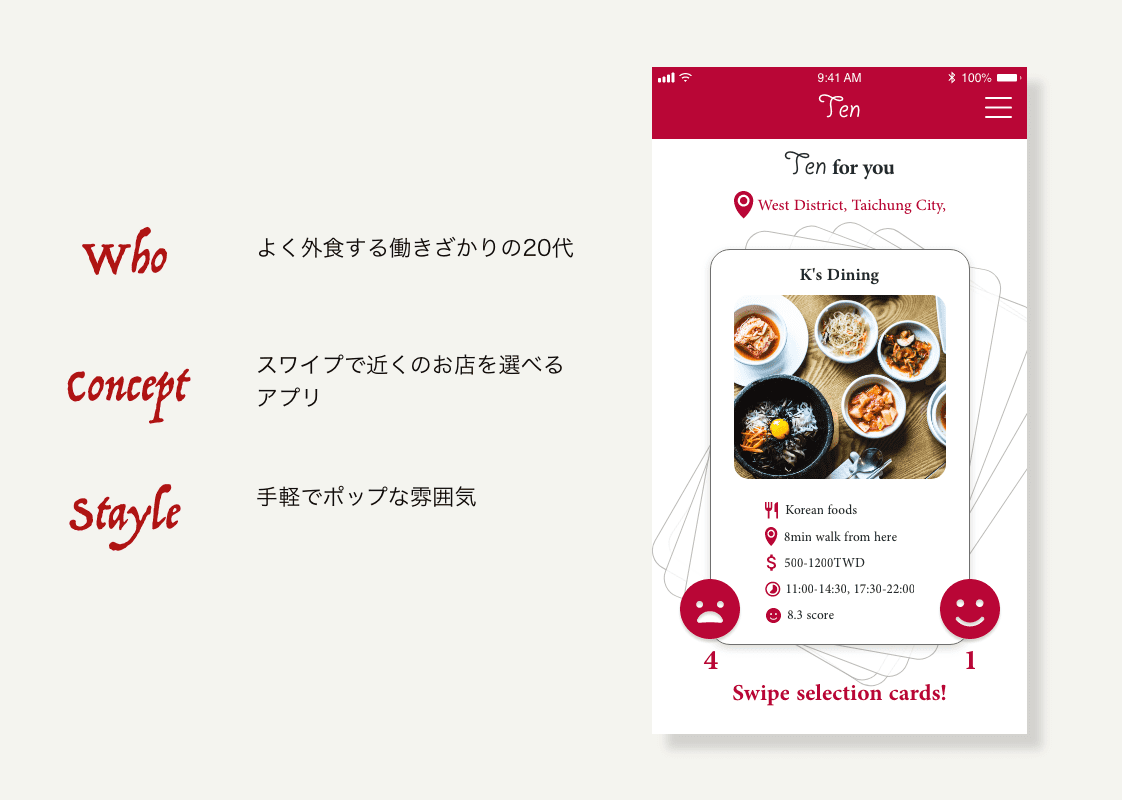 Who
よく外食する働きざかりの20代
Concept
スワイプで近くのお店を選べる
アプリ
Stayle
手軽でポップな雰囲気
9:41 AM
100%
Ten
Ten for you
West District, Taichung City,
K's Dining
Korean foods
8min walk from here
500-1200TWD
11:00-14:30, 17:30-22:00
8.3 score
4
1
Swipe selection cards!